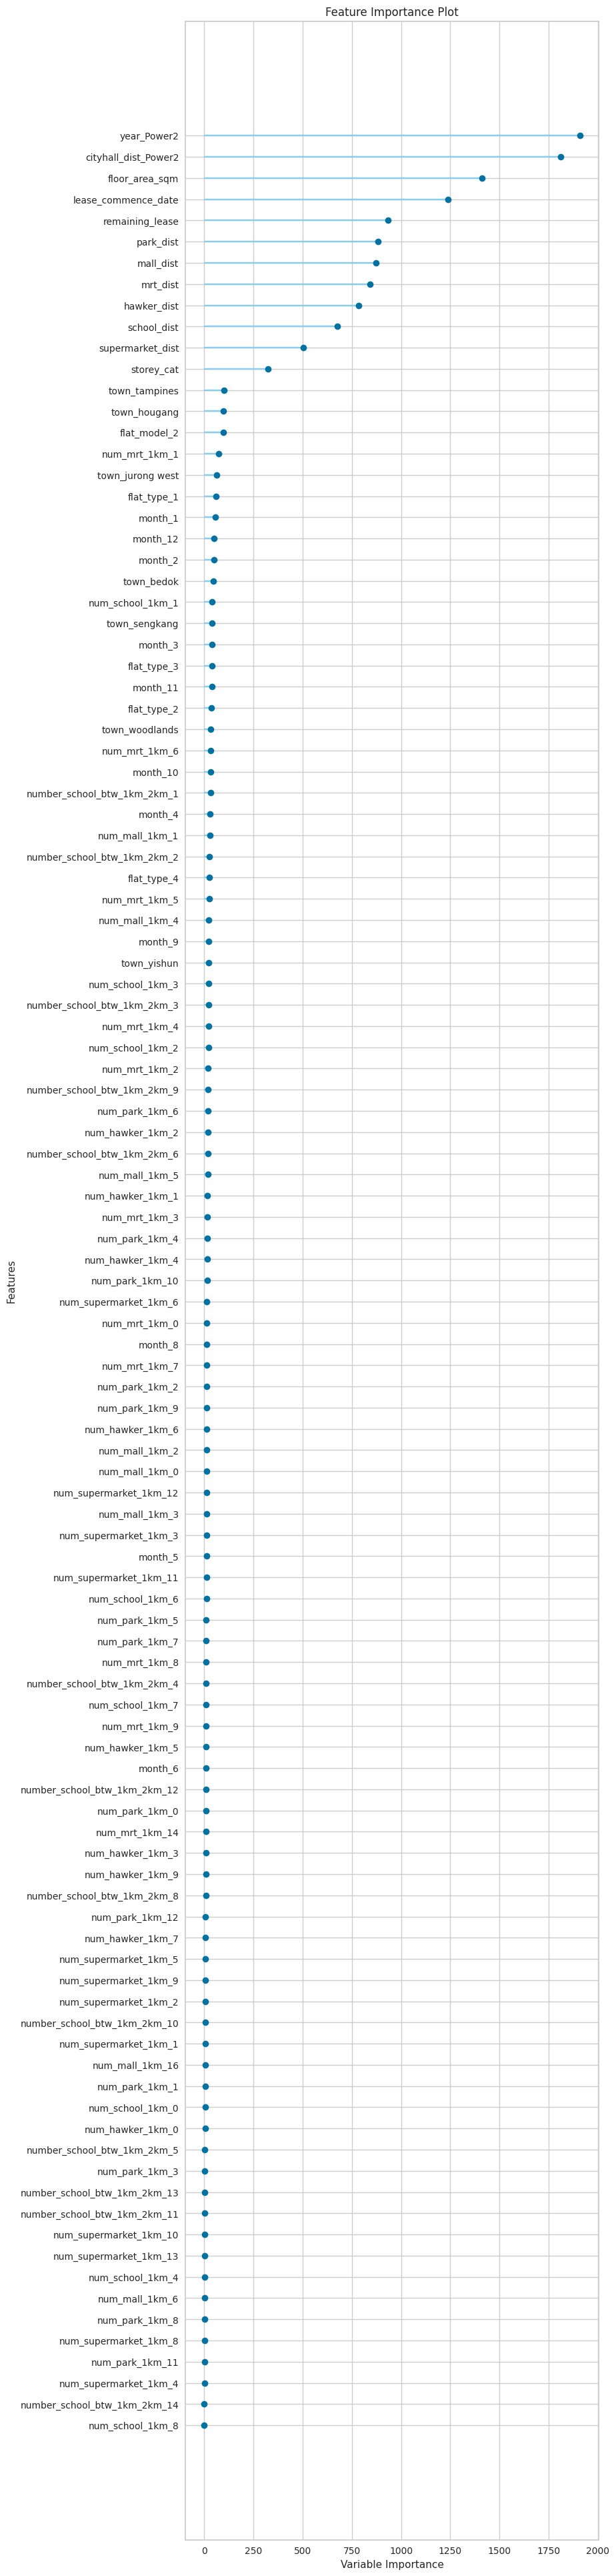 Feature Importance Plot
year_Power2
cityhall_dist_Power2
floor_area_sqm
lease_commence_date
remaining_lease
park_dist
mall_dist
mrt_dist
hawker_dist
school_dist
supermarket_dist
storey_cat
town_tampines
town_hougang
flat_model_2
num_mrt_1km_1
town_jurong west
flat_type_1
month_1
month_12
month_2
town_bedok
num_school_1km_1
town_sengkang
month_3
flat_type_3
month_11
flat_type_2
town_woodlands
num_mrt_1km_6
month_10
number_school_btw_1km_2km_1
month_4
num_mall_1km_1
number_school_btw_1km_2km_2
flat_type_4
num_mrt_1km_5
num_mall_1km_4
month_9
town_yishun
num_school_1km_3
number_school_btw_1km_2km_3
num_mrt_1km_4
num_school_1km_2
num_mrt_1km_2
number_school_btw_1km_2km_9
num_park_1km_6
num_hawker_1km_2
number_school_btw_1km_2km_6
num_mall_1km_5
num_hawker_1km_1
num_mrt_1km_3
num_park_1km_4
num_hawker_1km_4
num_park_1km_10
num_supermarket_1km_6
num_mrt_1km_0
month_8
num_mrt_1km_7
num_park_1km_2
num_park_1km_9
num_hawker_1km_6
num_mall_1km_2
num_mall_1km_0
num_supermarket_1km_12
num_mall_1km_3
num_supermarket_1km_3
month_5
num_supermarket_1km_11
num_school_1km_6
num_park_1km_5
num_park_1km_7
num_mrt_1km_8
number_school_btw_1km_2km_4
num_school_1km_7
num_mrt_1km_9
num_hawker_1km_5
month_6
number_school_btw_1km_2km_12
num_park_1km_0
num_mrt_1km_14
num_hawker_1km_3
num_hawker_1km_9
number_school_btw_1km_2km_8
num_park_1km_12
num_hawker_1km_7
num_supermarket_1km_5
num_supermarket_1km_9
num_supermarket_1km_2
number_school_btw_1km_2km_10
num_supermarket_1km_1
num_mall_1km_16
num_park_1km_1
num_school_1km_0
num_hawker_1km_0
number_school_btw_1km_2km_5
num_park_1km_3
number_school_btw_1km_2km_13
number_school_btw_1km_2km_11
num_supermarket_1km_10
num_supermarket_1km_13
num_school_1km_4
num_mall_1km_6
num_park_1km_8
num_supermarket_1km_8
num_park_1km_11
num_supermarket_1km_4
number_school_btw_1km_2km_14
num_school_1km_8
Features
0 250 500 750 1000 1250 1500 1750 2000
Variable Importance